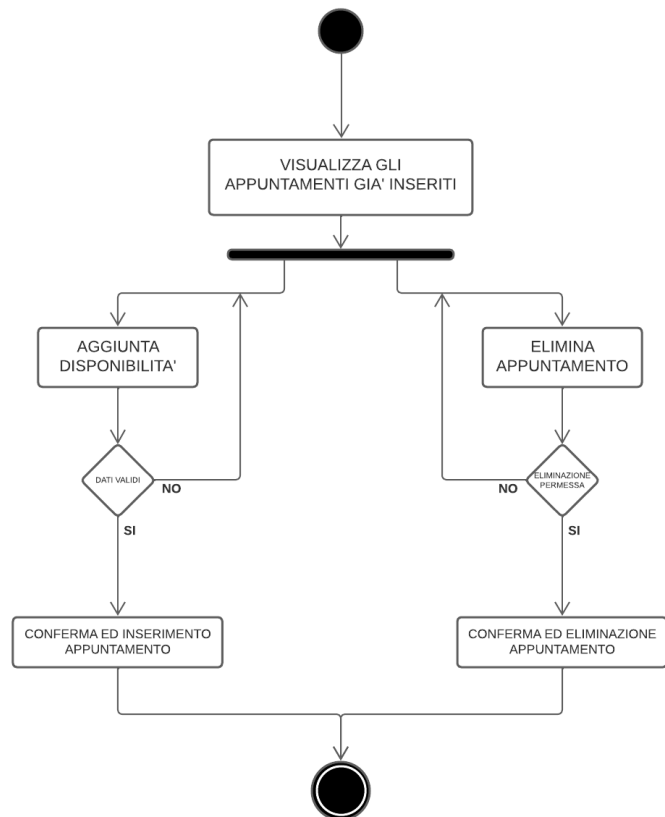 VISUALIZZA GLI
APPUNTAMENTI GIA' INSERITI
AGGIUNTA
DISPONIBILITA'
ELIMINA
APPUNTAMENTO
DATI VALIDI
NO
ELIMINAZIONE
PERMESSA
NO
SI
SI
CONFERMA ED INSERIMENTO
APPUNTAMENTO
CONFERMA ED ELIMINAZIONE
APPUNTAMENTO